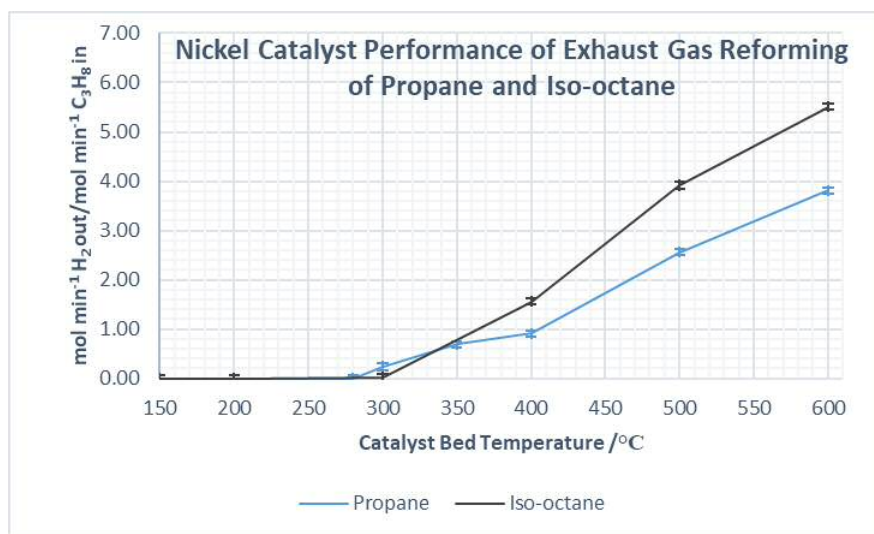 Nickel Catalyst Performance of Exhaust Gas Reforming
of Propane and Iso-octane
mol min⁻¹ H₂ out/mol min⁻¹ C₃H₈ in
7.00
6.00
5.00
4.00
3.00
2.00
1.00
0.00
150 200 250 300 350 400 450 500 550 600
Catalyst Bed Temperature /°C
Propane Iso-octane